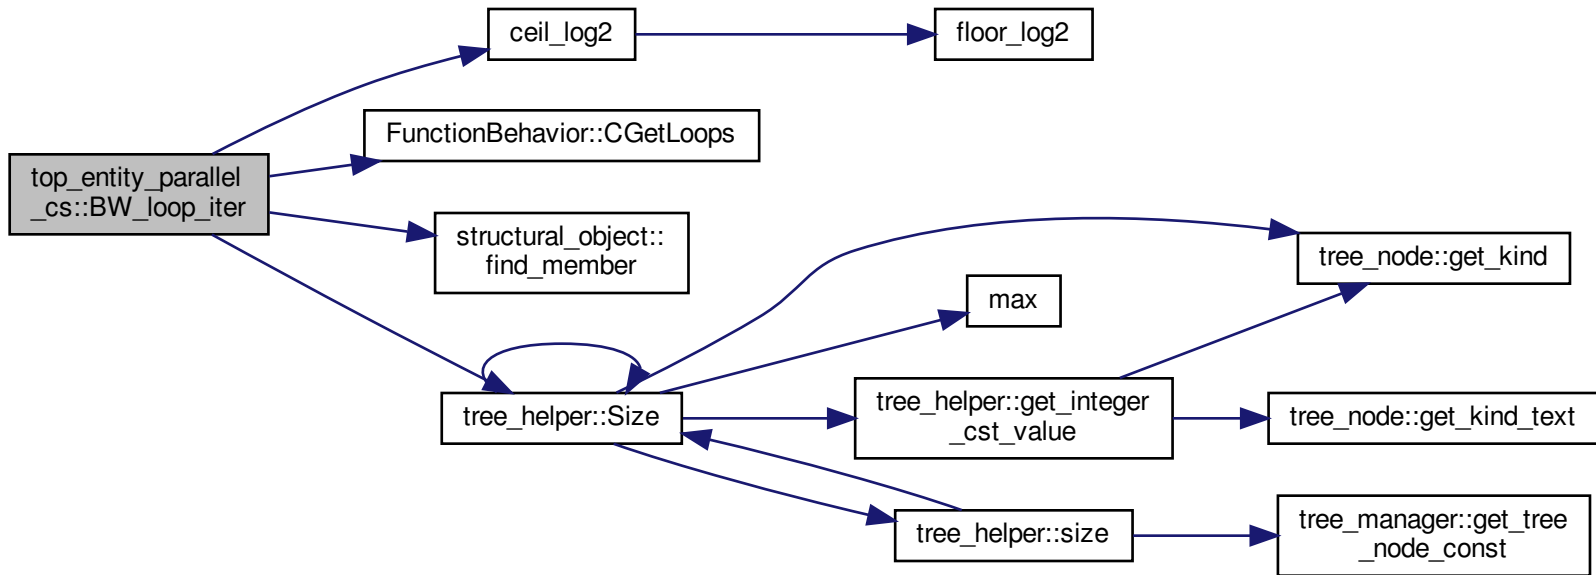 ceil_log2
floor_log2
FunctionBehavior::CGetLoops
top_entity_parallel
_cs::BW_loop_iter
structural_object::
find_member
tree_node::get_kind
max
tree_helper::Size
tree_helper::get_integer
_cst_value
tree_node::get_kind_text
tree_helper::size
tree_manager::get_tree
_node_const